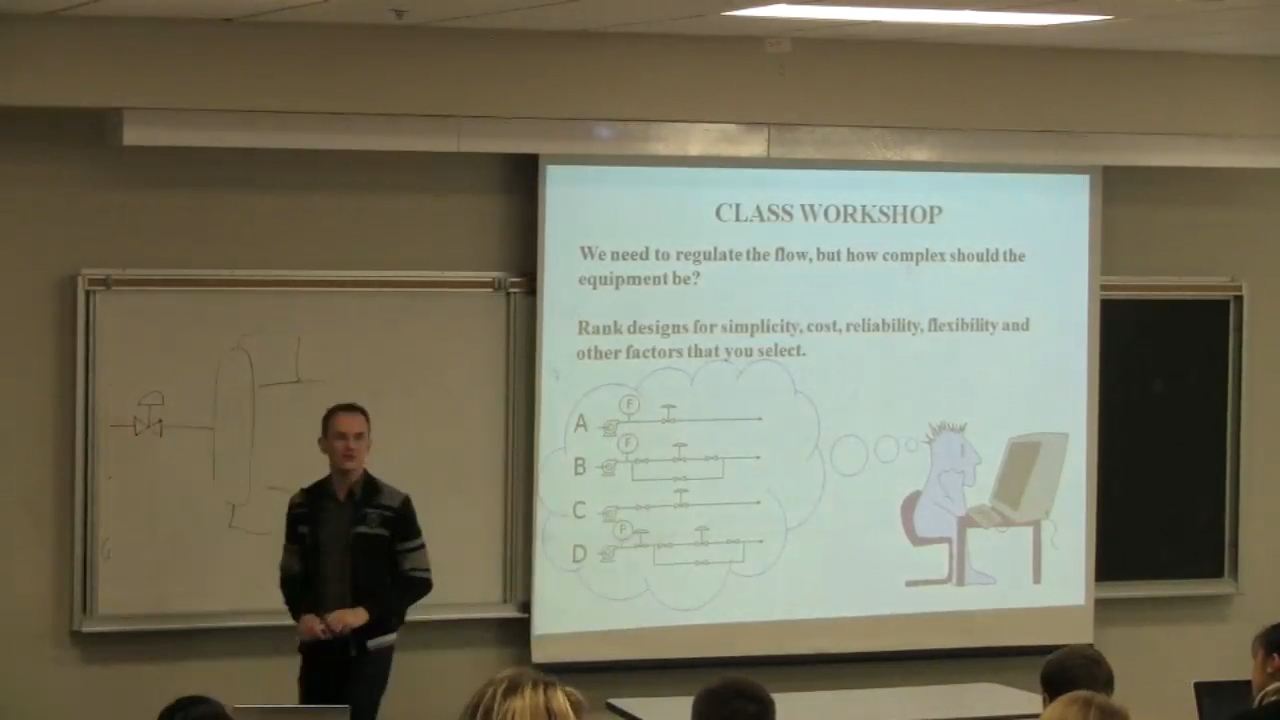 CLASS WORKSHOP
We need to regulate the flow, but how complex should the
equipment be?
Rank designs for simplicity, cost, reliability, flexibility and
other factors that you select.
A F
B F
C
D F